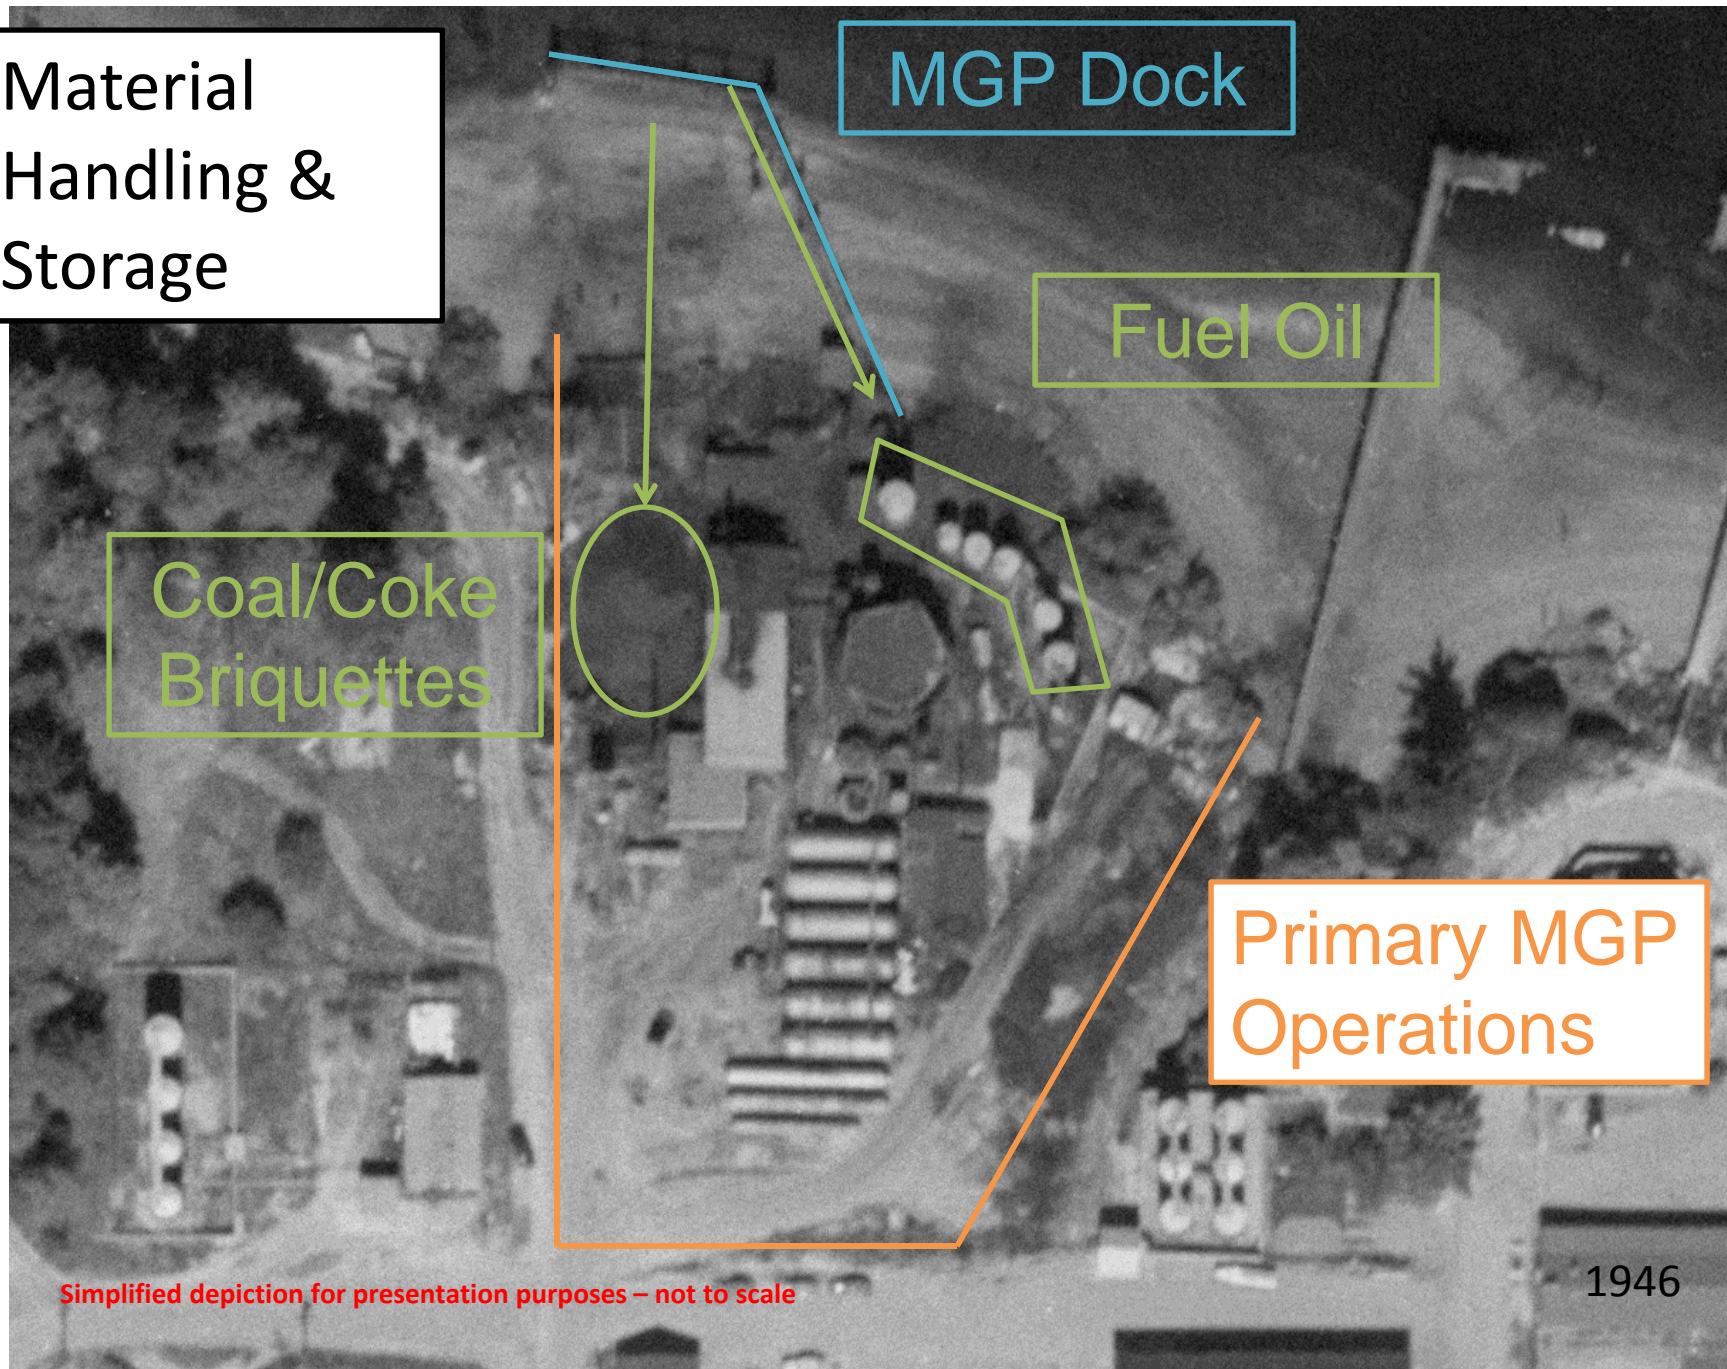 Material
Handling &
Storage
MGP Dock
Fuel Oil
Coal/Coke
Briquettes
Primary MGP
Operations
Simplified depiction for presentation purposes – not to scale
1946